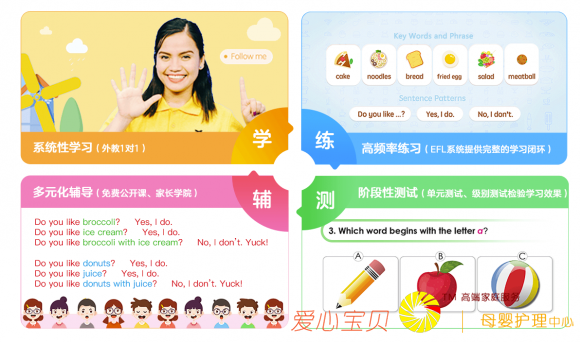 Follow me
学
系统性学习（外教1对1）
Key Words and Phrase
cake noodles bread fried egg salad meatball
Sentence Patterns
Do you like ...? Yes, I do. No, I don't.
练
高频率练习（EFL系统提供完整的学习闭环）
多元化辅导（免费公开课、家长学院）
辅
Do you like broccoli? Yes, I do.
Do you like ice cream? Yes, I do.
Do you like broccoli with ice cream? No, I don't. Yuck!
Do you like donuts? Yes, I do.
Do you like juice? Yes, I do.
Do you like donuts with juice? No, I don't. Yuck!
测
阶段性测试（单元测试、级别测试检验学习效果）
3. Which word begins with the letter a?
A B C
TM 高端家庭服务
爱心宝贝 母婴护理中心